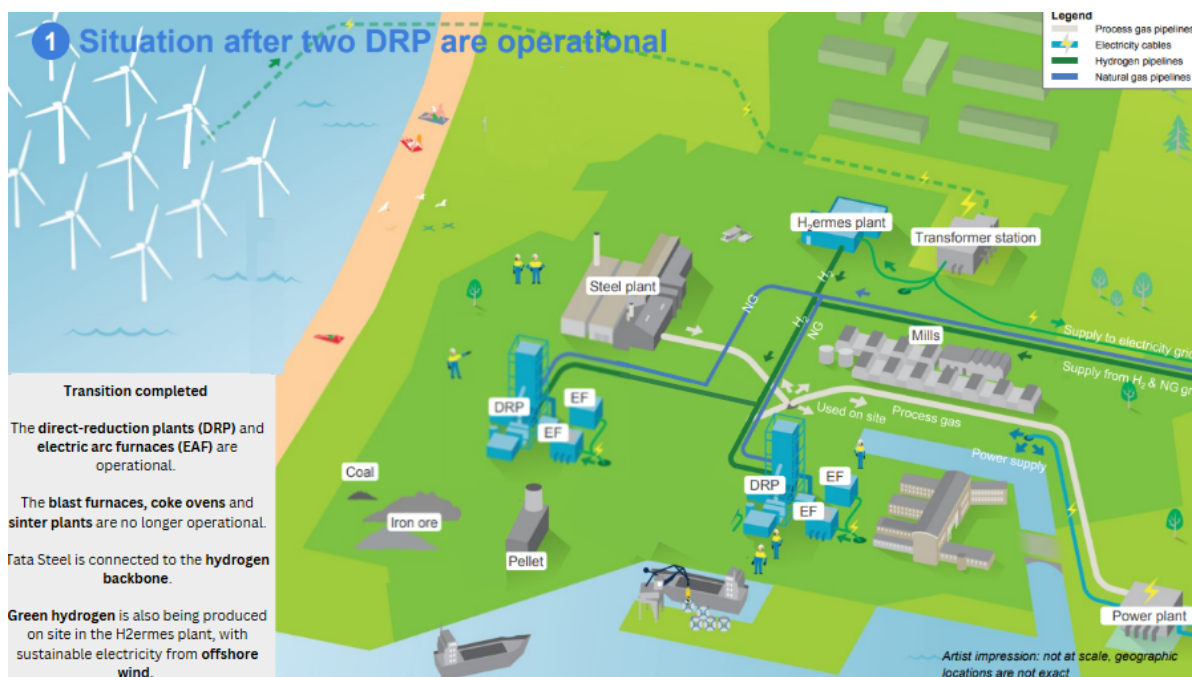 1 Situation after two DRP are operational
Legend
Process gas pipelines
Electricity cables
Hydrogen pipelines
Natural gas pipelines
H₂ermes plant
Transformer station
Steel plant
H₂
NG
H₂
NG
Mills
Supply to electricity grid
Supply from H₂ & NG gr
DRP
EF
EF
Used on site
Process gas
Power supply
DRP
EF
EF
Coal
Iron ore
Pellet
Power plant
Transition completed
The direct-reduction plants (DRP) and
electric arc furnaces (EAF) are
operational.
The blast furnaces, coke ovens and
sinter plants are no longer operational.
Tata Steel is connected to the hydrogen
backbone.
Green hydrogen is also being produced
on site in the H2ermes plant, with
sustainable electricity from offshore
wind.
Artist impression: not at scale, geographic
locations are not exact